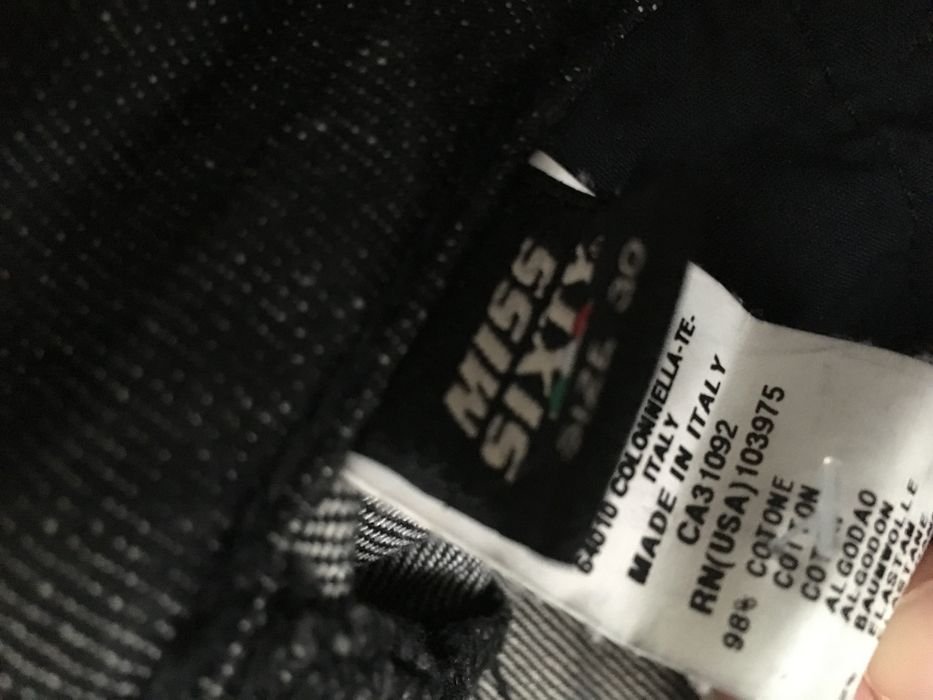 MISS
SIXTY
SIZE 30
64010 COLONNELLA-TE-
ITALY
MADE IN ITALY
CA31092
RN(USA)103975
98% COTONE
COTTON
ALGODAO
ALGODON
BAUMWOLLE